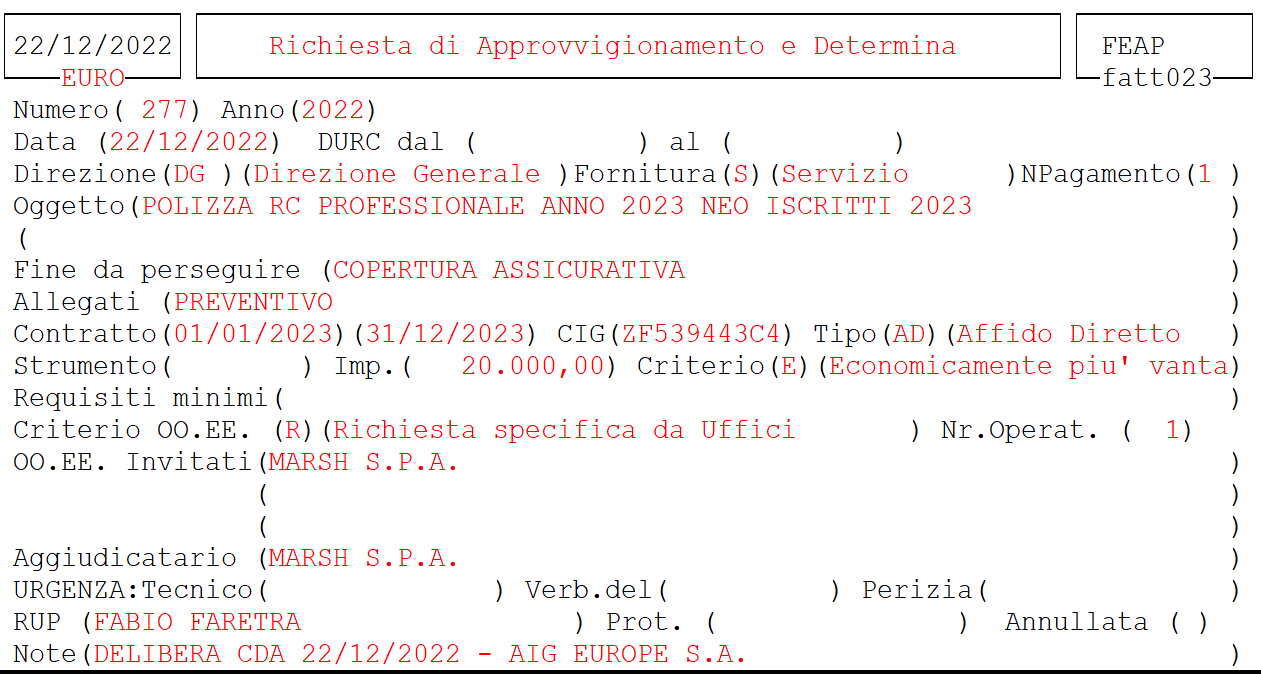 22/12/2022 Richiesta di Approvvigionamento e Determina FEAP
EURO fatt023
Numero( 277) Anno(2022)
Data (22/12/2022) DURC dal ( ) al ( )
Direzione(DG )(Direzione Generale )Fornitura(S)(Servizio )NPagamento(1 )
Oggetto(POLIZZA RC PROFESSIONALE ANNO 2023 NEO ISCRITTI 2023 )
( )
Fine da perseguire (COPERTURA ASSICURATIVA )
Allegati (PREVENTIVO )
Contratto(01/01/2023)(31/12/2023) CIG(ZF539443C4) Tipo(AD)(Affido Diretto )
Strumento( ) Imp.( 20.000,00) Criterio(E)(Economicamente piu' vanta)
Requisiti minimi( )
Criterio OO.EE. (R)(Richiesta specifica da Uffici ) Nr.Operat. ( 1)
OO.EE. Invitati(MARSH S.P.A. )
( )
( )
Aggiudicatario (MARSH S.P.A. )
URGENZA:Tecnico( ) Verb.del( ) Perizia( )
RUP (FABIO FARETRA ) Prot. ( ) Annullata ( )
Note(DELIBERA CDA 22/12/2022 - AIG EUROPE S.A. )